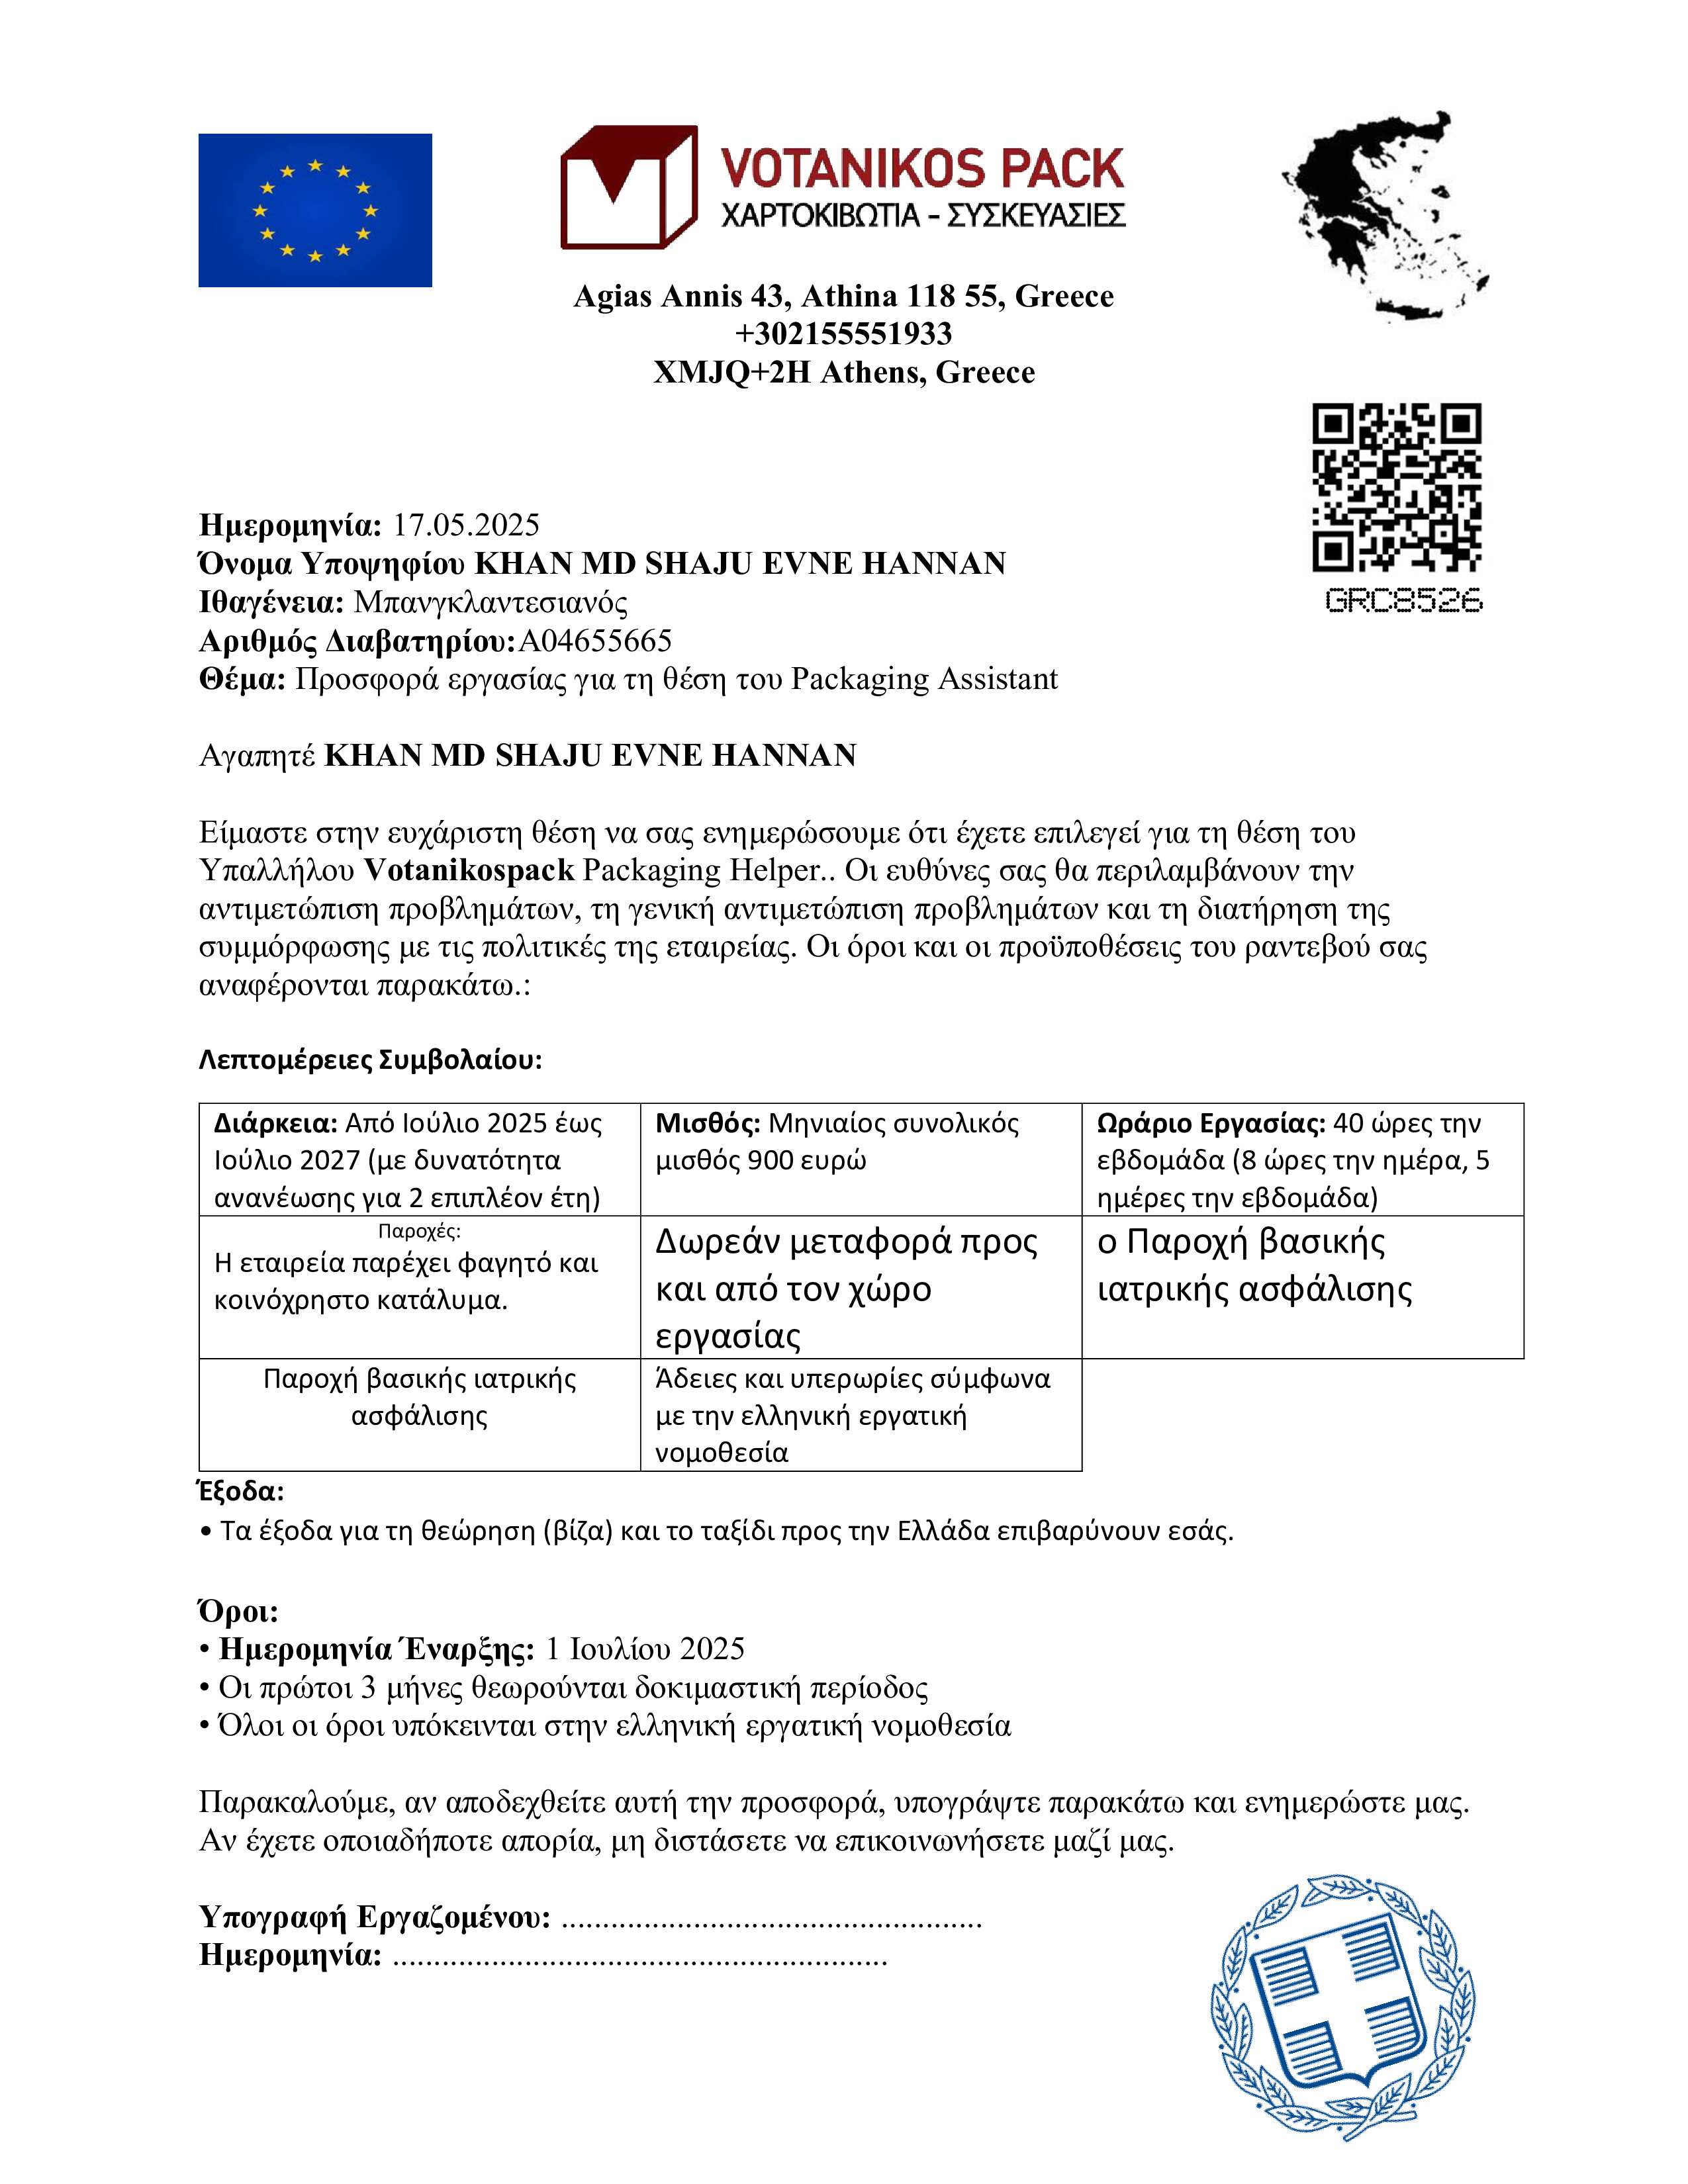 VOTANIKOS PACK
ΧΑΡΤΟΚΙΒΩΤΙΑ - ΣΥΣΚΕΥΑΣΙΕΣ
Agias Annis 43, Athina 118 55, Greece
+302155551933
XMJQ+2H Athens, Greece
GRC8526
Ημερομηνία: 17.05.2025
Όνομα Υποψηφίου KHAN MD SHAJU EVNE HANNAN
Ιθαγένεια: Μπανγκλαντεσιανός
Αριθμός Διαβατηρίου:A04655665
Θέμα: Προσφορά εργασίας για τη θέση του Packaging Assistant
Αγαπητέ KHAN MD SHAJU EVNE HANNAN
Είμαστε στην ευχάριστη θέση να σας ενημερώσουμε ότι έχετε επιλεγεί για τη θέση του
Υπαλλήλου Votanikospack Packaging Helper.. Οι ευθύνες σας θα περιλαμβάνουν την
αντιμετώπιση προβλημάτων, τη γενική αντιμετώπιση προβλημάτων και τη διατήρηση της
συμμόρφωσης με τις πολιτικές της εταιρείας. Οι όροι και οι προϋποθέσεις του ραντεβού σας
αναφέρονται παρακάτω.:
Λεπτομέρειες Συμβολαίου:
Διάρκεια: Από Ιούλιο 2025 έως
Ιούλιο 2027 (με δυνατότητα
ανανέωσης για 2 επιπλέον έτη)
Μισθός: Μηνιαίος συνολικός
μισθός 900 ευρώ
Ωράριο Εργασίας: 40 ώρες την
εβδομάδα (8 ώρες την ημέρα, 5
ημέρες την εβδομάδα)
Παροχές:
Η εταιρεία παρέχει φαγητό και
κοινόχρηστο κατάλυμα.
Δωρεάν μεταφορά προς
και από τον χώρο
εργασίας
ο Παροχή βασικής
ιατρικής ασφάλισης
Παροχή βασικής ιατρικής
ασφάλισης
Άδειες και υπερωρίες σύμφωνα
με την ελληνική εργατική
νομοθεσία
Έξοδα:
• Τα έξοδα για τη θεώρηση (βίζα) και το ταξίδι προς την Ελλάδα επιβαρύνουν εσάς.
Όροι:
• Ημερομηνία Έναρξης: 1 Ιουλίου 2025
• Οι πρώτοι 3 μήνες θεωρούνται δοκιμαστική περίοδος
• Όλοι οι όροι υπόκεινται στην ελληνική εργατική νομοθεσία
Παρακαλούμε, αν αποδεχθείτε αυτή την προσφορά, υπογράψτε παρακάτω και ενημερώστε μας.
Αν έχετε οποιαδήποτε απορία, μη διστάσετε να επικοινωνήσετε μαζί μας.
Υπογραφή Εργαζομένου: ...................................................
Ημερομηνία: ............................................................